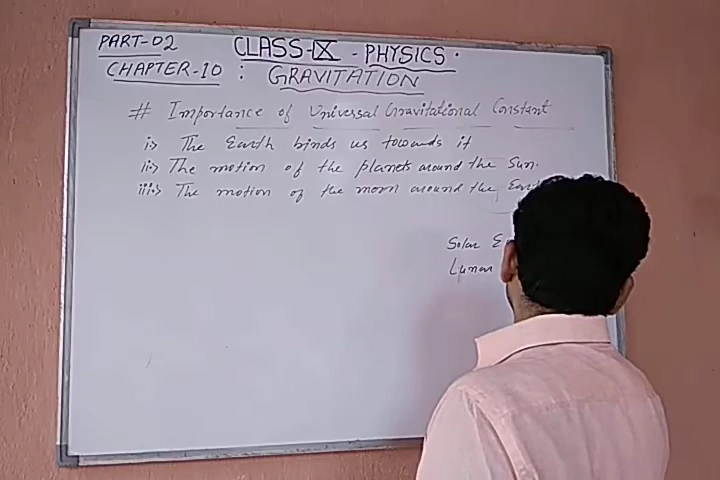 PART-02
CLASS-IX - PHYSICS.
CHAPTER-10 : GRAVITATION
# Importance of Universal Gravitational Constant
i> The Earth binds us towards it
ii> The motion of the planets around the Sun.
iii> The motion of the moon around the
Solar
Lunar